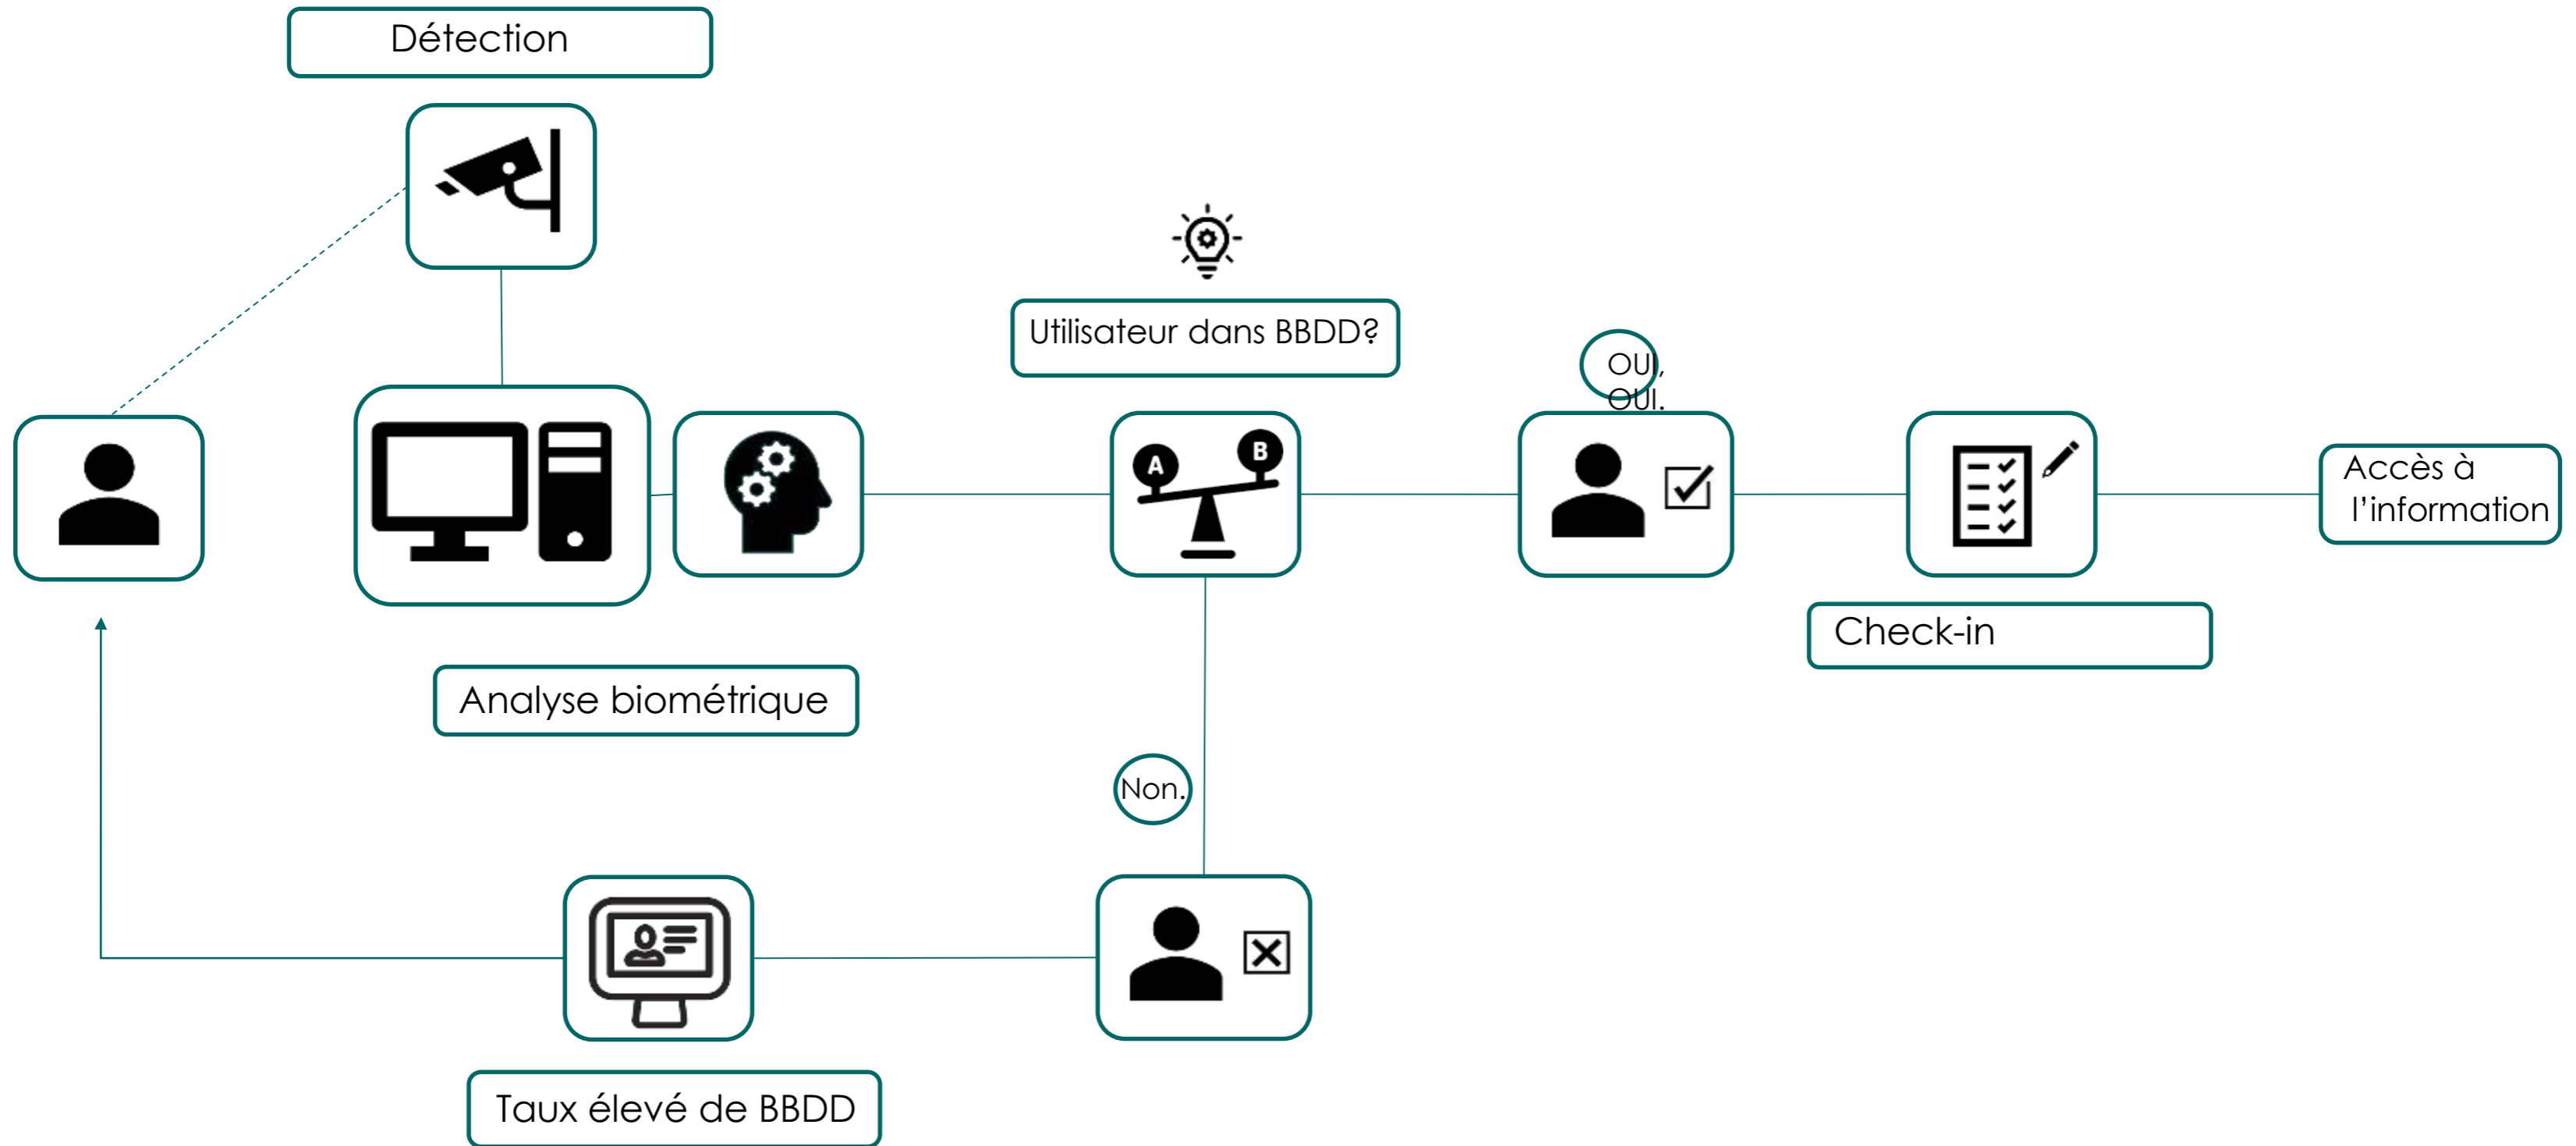 Détection
Utilisateur dans BBDD?
OUI,
OUI.
A
B
Accès à
l'information
Check-in
Analyse biométrique
Non.
Taux élevé de BBDD